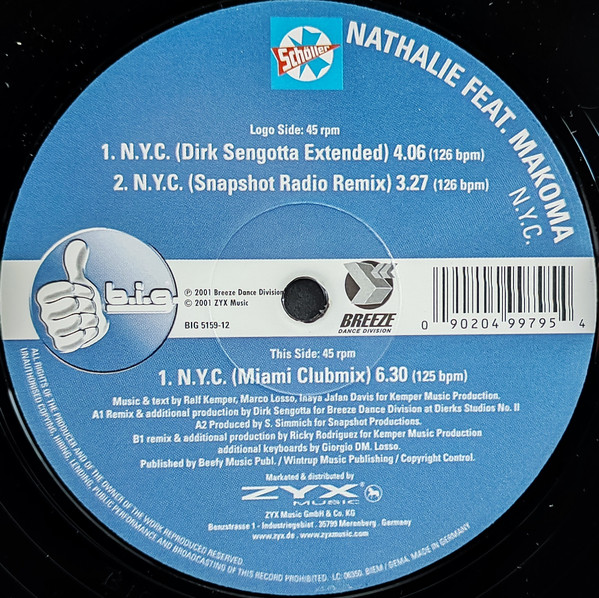 Schöller
NATHALIE FEAT. MAKOMA
N.Y.C.
Logo Side: 45 rpm
1. N.Y.C. (Dirk Sengotta Extended) 4.06 (126 bpm)
2. N.Y.C. (Snapshot Radio Remix) 3.27 (126 bpm)
b.i.g.
℗ 2001 Breeze Dance Division
© 2001 ZYX Music
BIG 5159-12
BREEZE
DANCE DIVISION
0 90204 99795 4
This Side: 45 rpm
1. N.Y.C. (Miami Clubmix) 6.30 (125 bpm)
Music & text by Ralf Kemper, Marco Losso, Inaya Jafan Davis for Kemper Music Production.
A1 Remix & additional production by Dirk Sengotta for Breeze Dance Division at Dierks Studios No. II
A2 Produced by S. Simmich for Snapshot Productions.
B1 remix & additional production by Ricky Rodriguez for Kemper Music Production
additional keyboards by Giorgio DM. Losso.
Published by Beefy Music Publ. / Wintrup Music Publishing / Copyright Control.
Marketed & distributed by
ZYX
MUSIC
ZYX Music GmbH & Co. KG
Benzstrasse 1 - Industriegebiet . 35799 Merenberg . Germany
www.zyx.de . www.zyxmusic.com
ALL RIGHTS OF THE PRODUCER AND OF THE OWNER OF THE WORK REPRODUCED RESERVED.
UNAUTHORISED COPYING, HIRING, LENDING, PUBLIC PERFORMANCE AND BROADCASTING OF THIS RECORD PROHIBITED. LC: 06350. BIEM / GEMA. MADE IN GERMANY